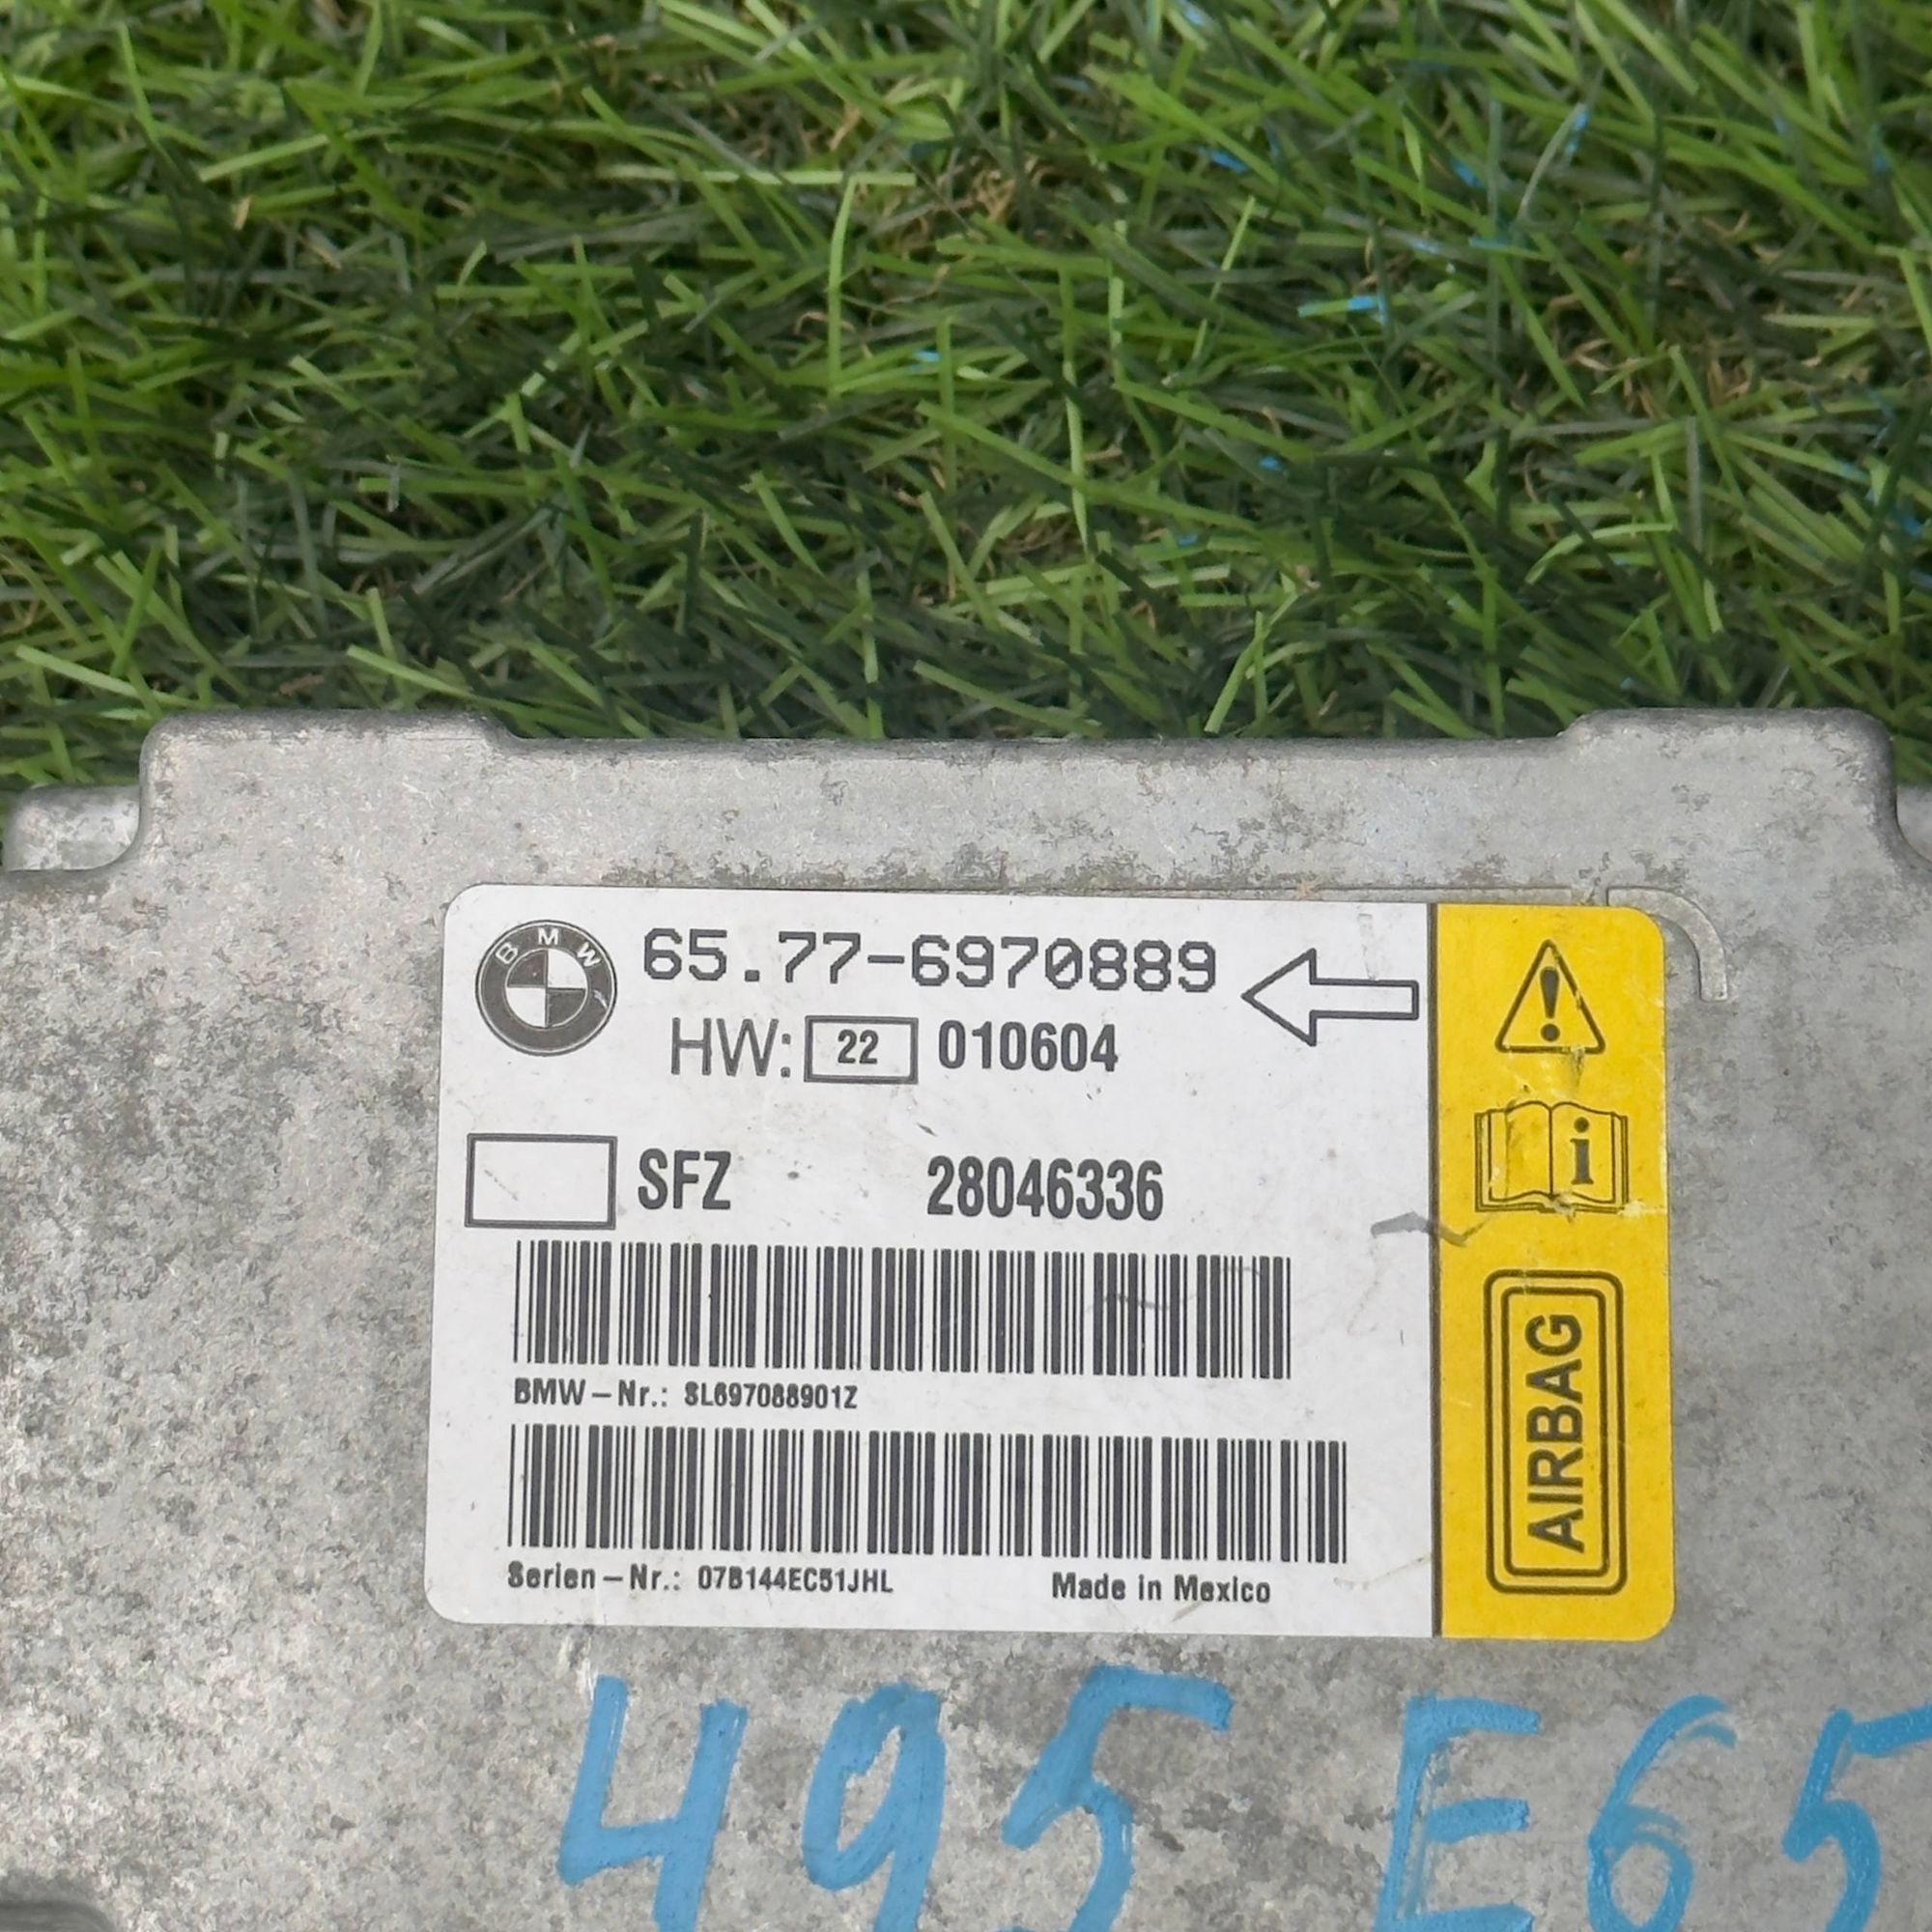 BMW
65.77-6970889
HW: 22 010604
SFZ 28046336
BMW-Nr.: SL697088901Z
Serien-Nr.: 07B144EC51JHL Made in Mexico
i
AIRBAG
495 E65